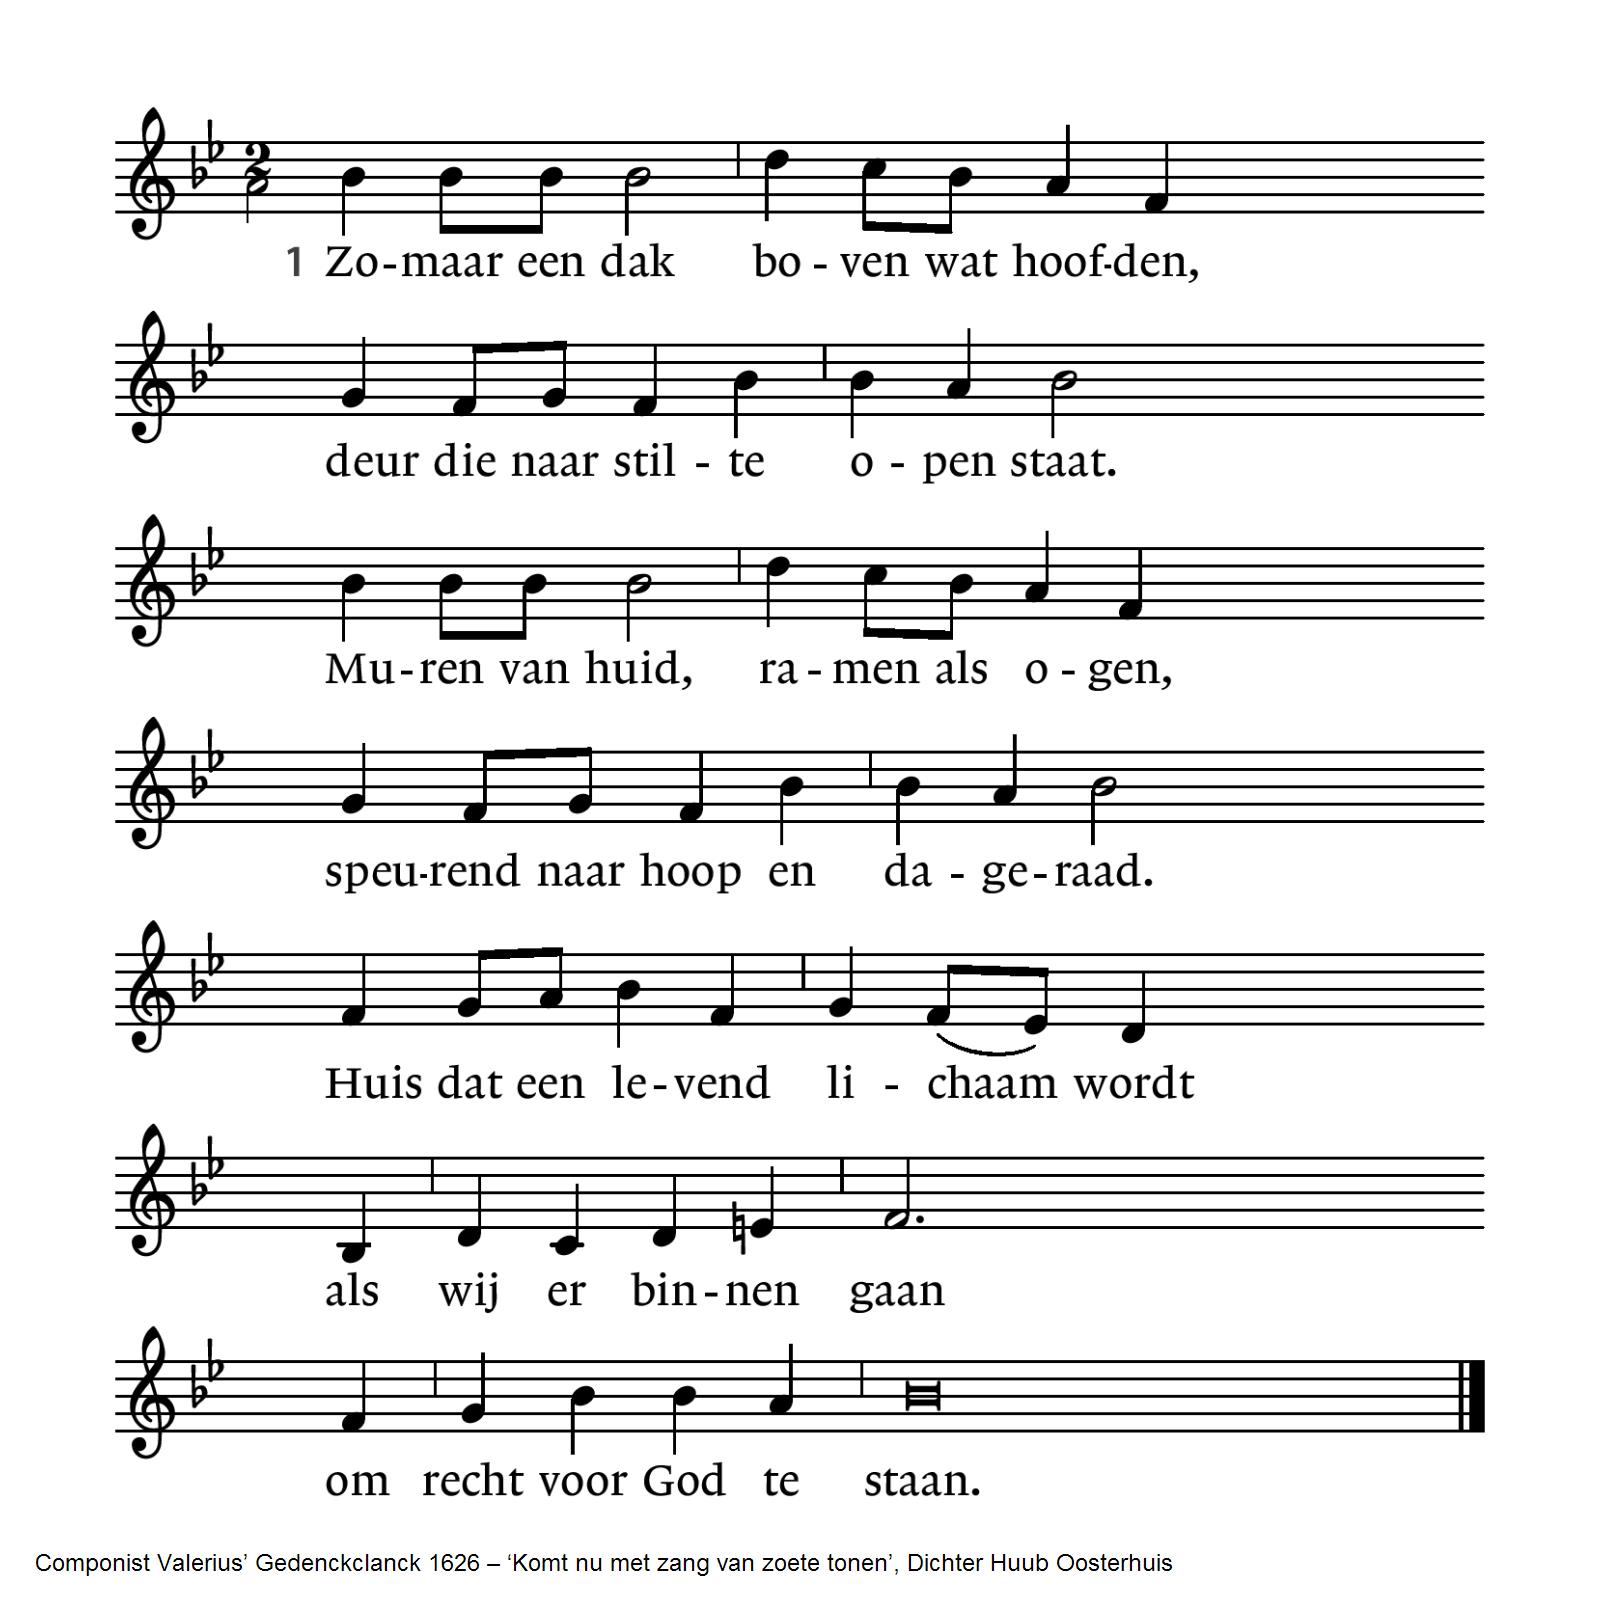 1 Zo-maar een dak bo-ven wat hoof-den,
deur die naar stil-te o-pen staat.
Mu-ren van huid, ra-men als o-gen,
speu-rend naar hoop en da-ge-raad.
Huis dat een le-vend li-chaam wordt
als wij er bin-nen gaan
om recht voor God te staan.
Componist Valerius’ Gedenckclanck 1626 – ‘Komt nu met zang van zoete tonen’, Dichter Huub Oosterhuis